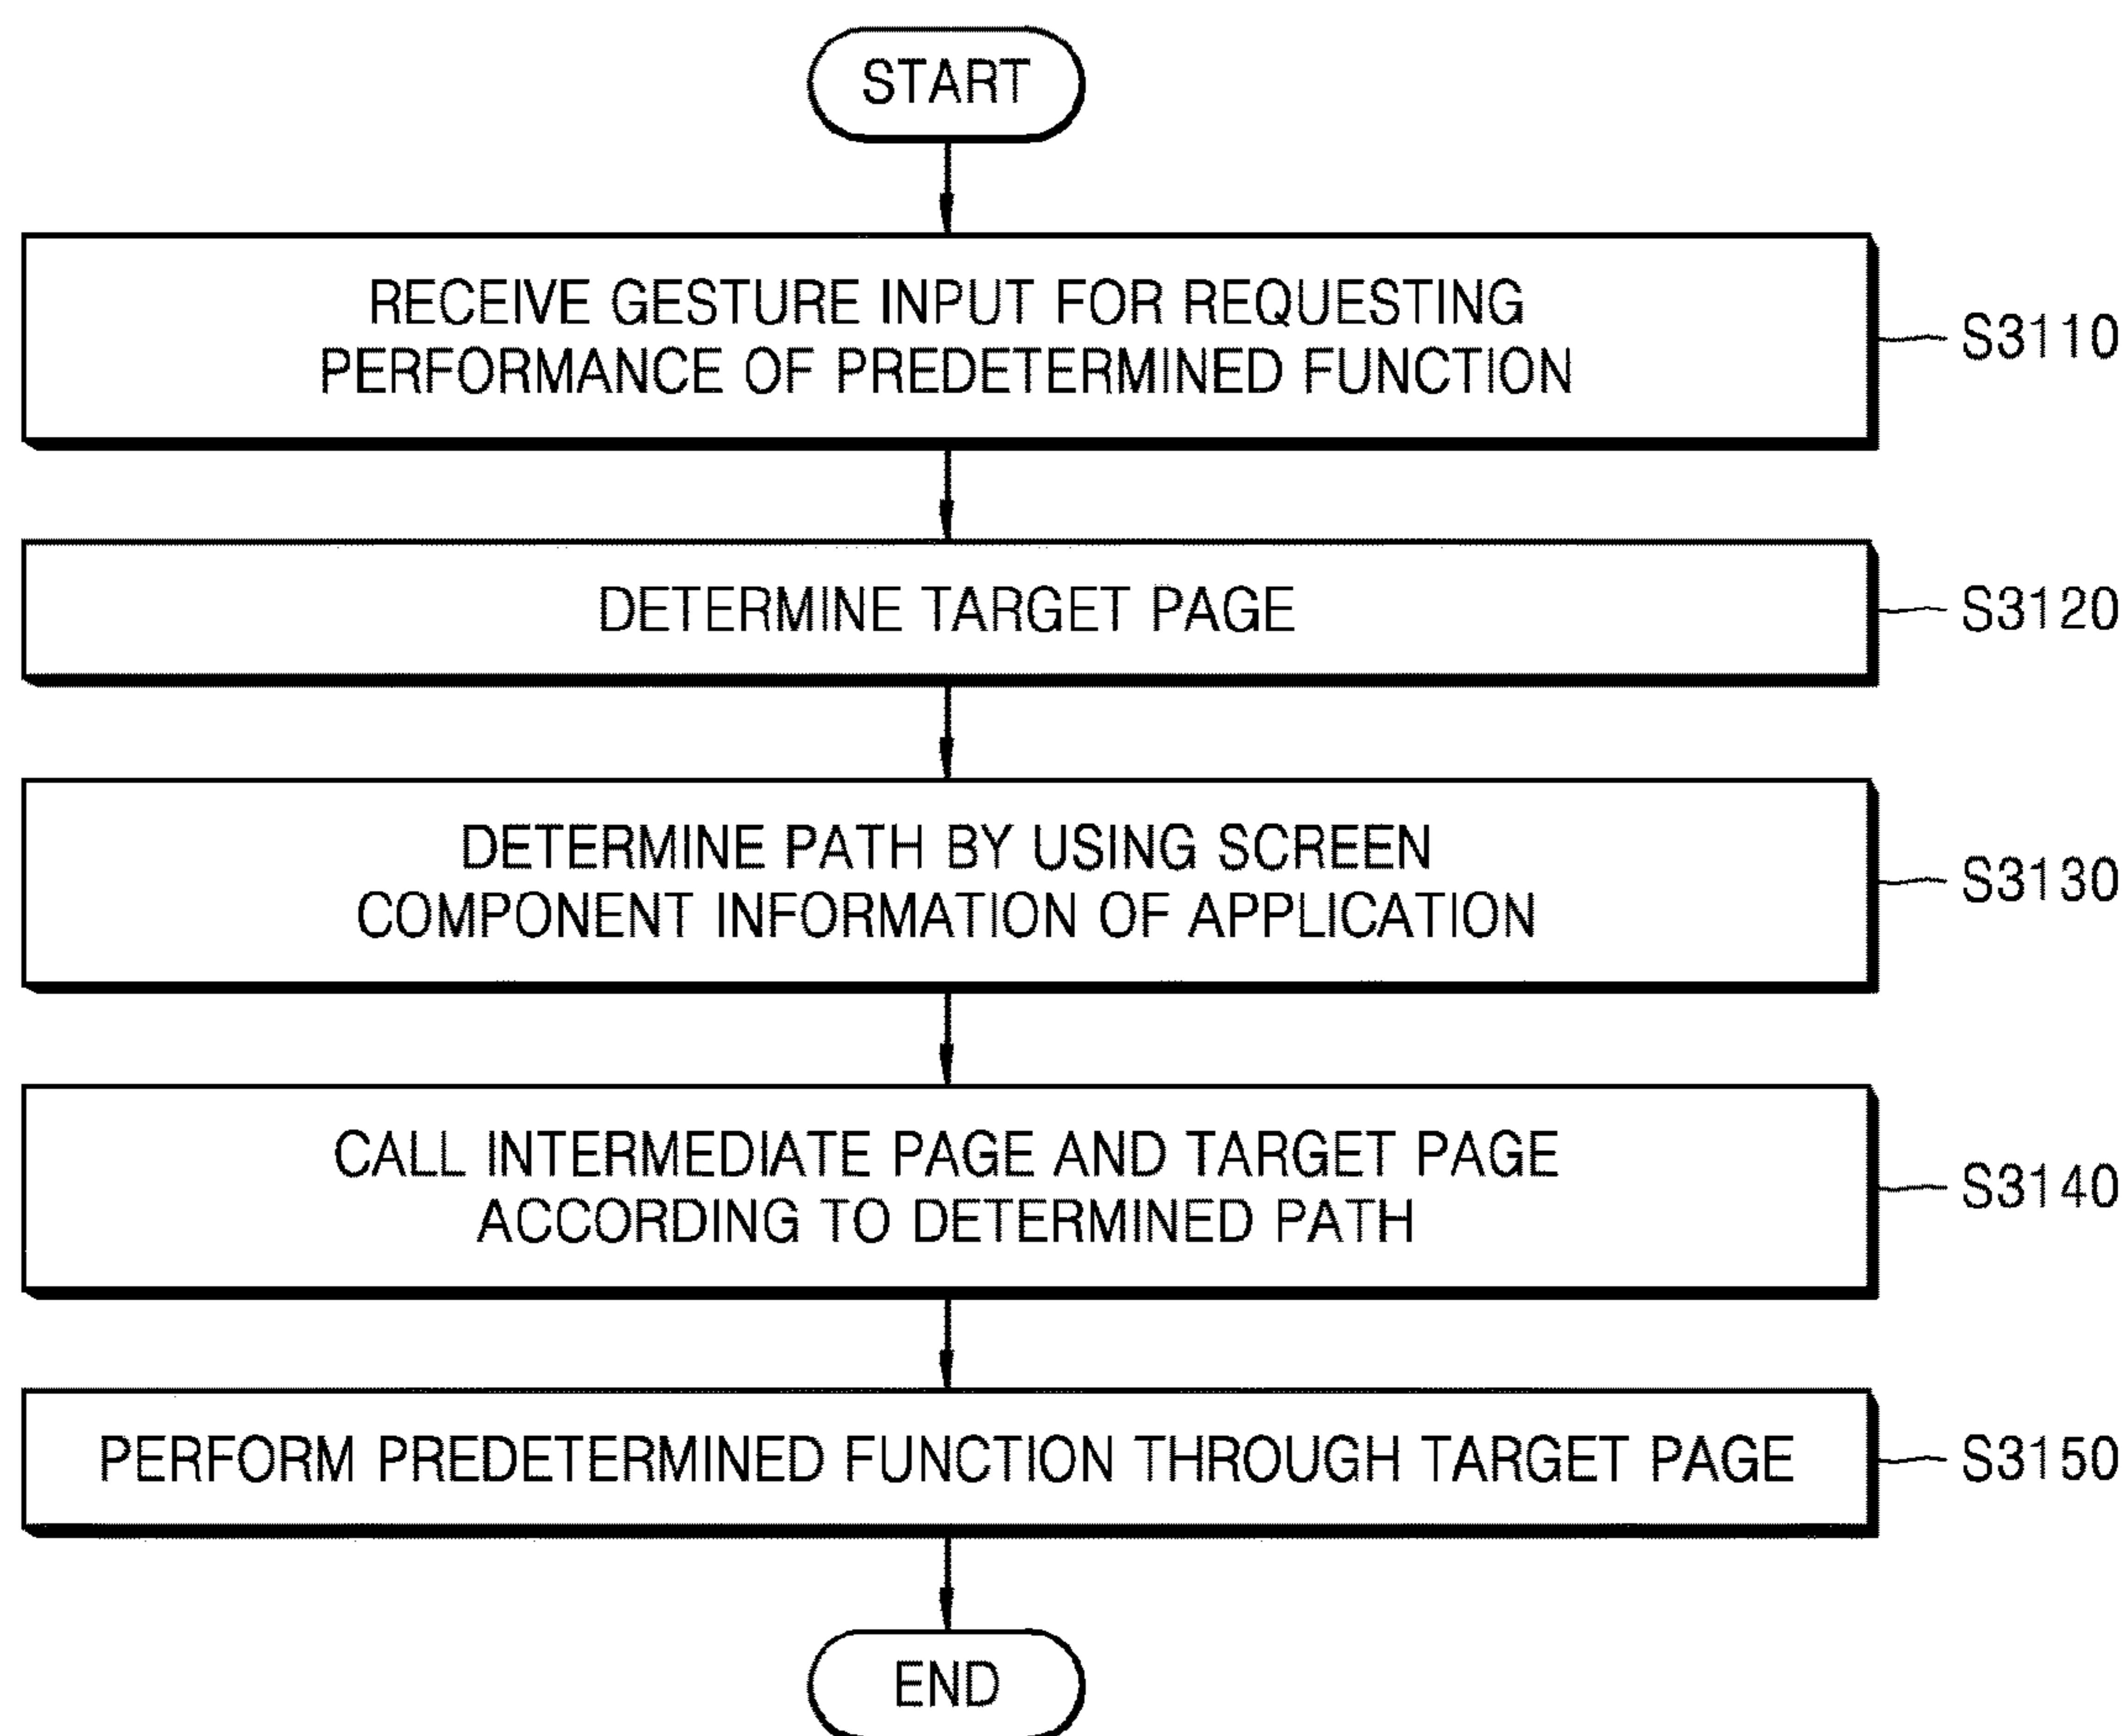 START
RECEIVE GESTURE INPUT FOR REQUESTING
PERFORMANCE OF PREDETERMINED FUNCTION
S3110
DETERMINE TARGET PAGE
S3120
DETERMINE PATH BY USING SCREEN
COMPONENT INFORMATION OF APPLICATION
S3130
CALL INTERMEDIATE PAGE AND TARGET PAGE
ACCORDING TO DETERMINED PATH
S3140
PERFORM PREDETERMINED FUNCTION THROUGH TARGET PAGE
S3150
END